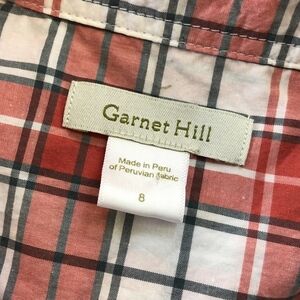 Garnet Hill
Made in Peru
of Peruvian fabric
8